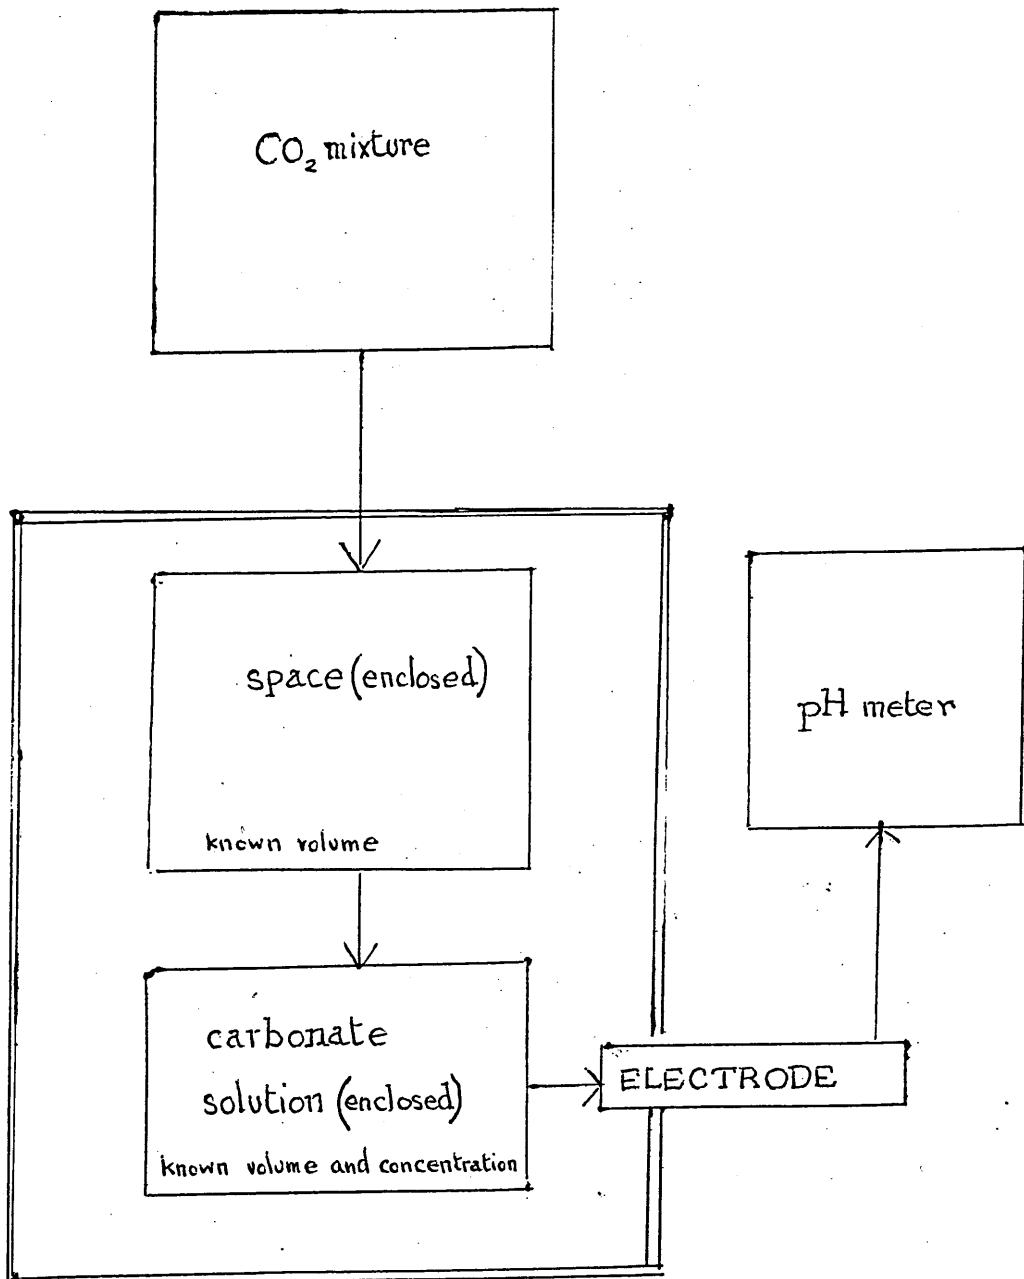 CO₂ mixture
space (enclosed)
known volume
pH meter
carbonate
solution (enclosed)
known volume and concentration
ELECTRODE